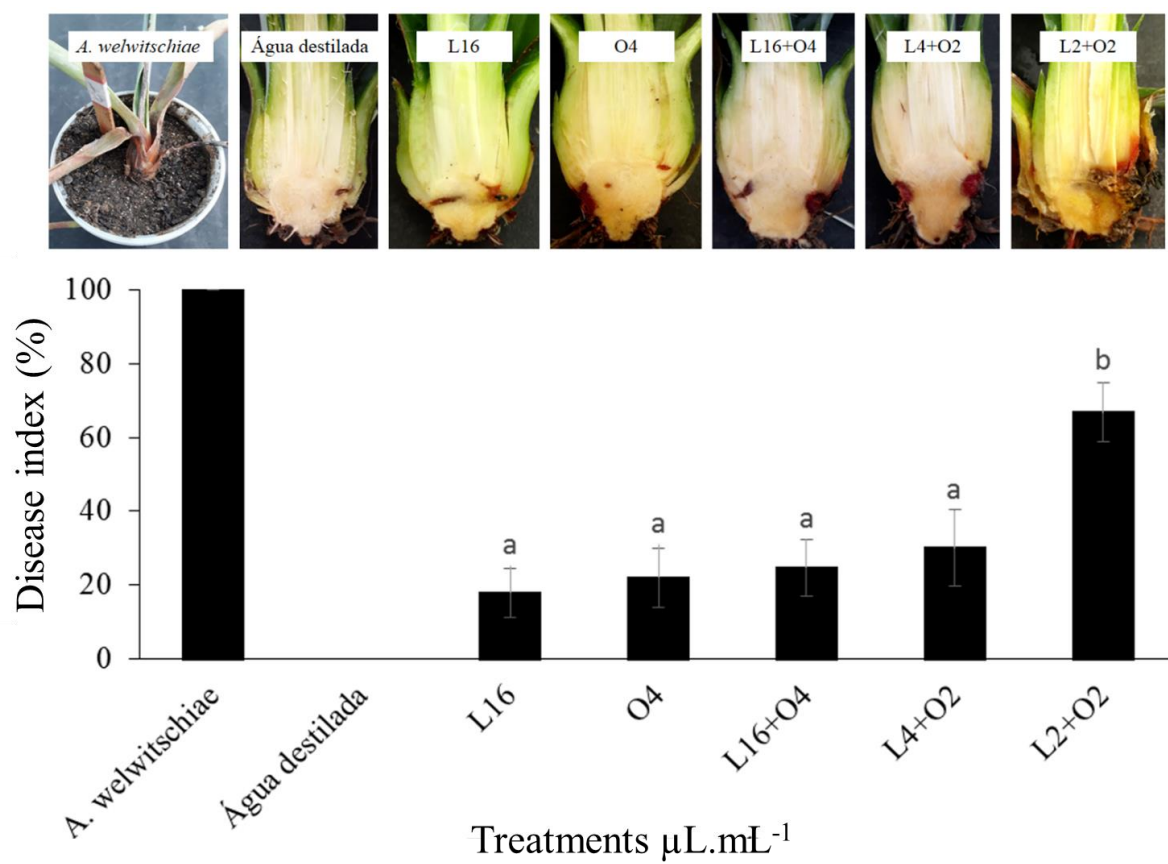 A. welwitschiae
Água destilada
L16
O4
L16+O4
L4+O2
L2+O2
Disease index (%)
100
80
60
40
20
0
a
a
a
a
b
A. welwitschiae
Água destilada
L16
O4
L16+O4
L4+O2
L2+O2
Treatments µL.mL⁻¹